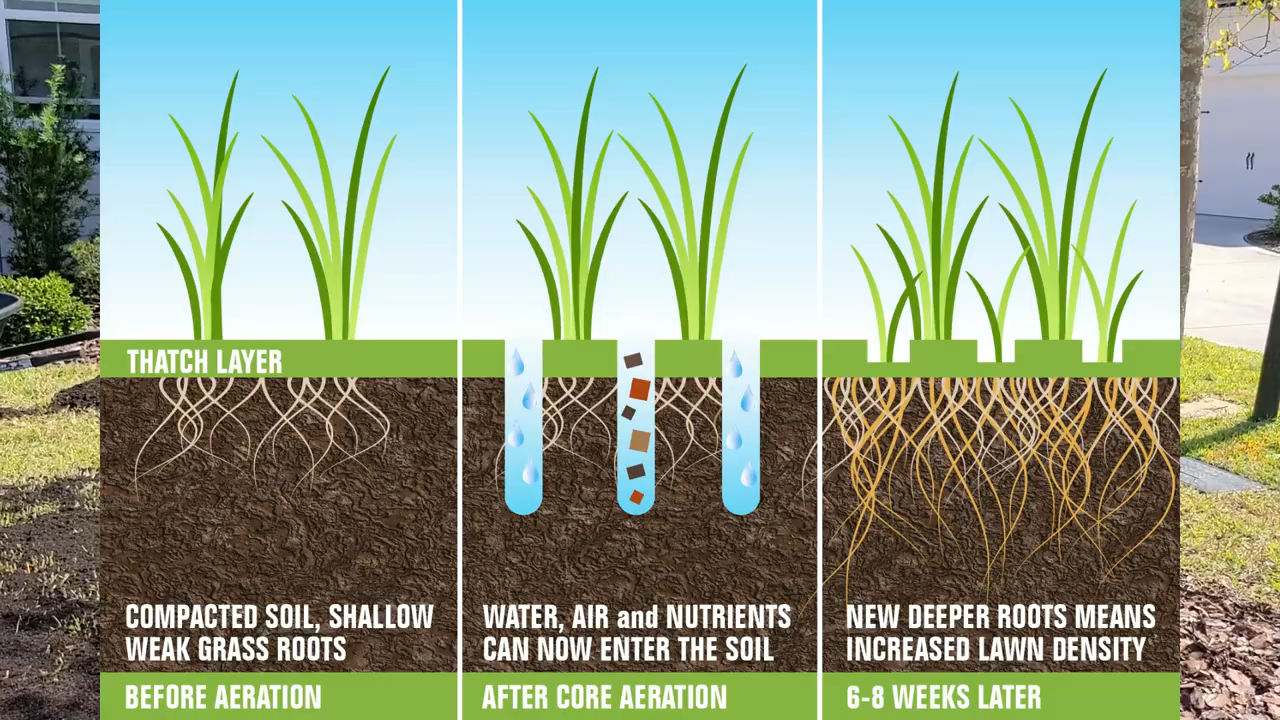 THATCH LAYER
COMPACTED SOIL, SHALLOW
WEAK GRASS ROOTS
BEFORE AERATION
WATER, AIR and NUTRIENTS
CAN NOW ENTER THE SOIL
AFTER CORE AERATION
NEW DEEPER ROOTS MEANS
INCREASED LAWN DENSITY
6-8 WEEKS LATER